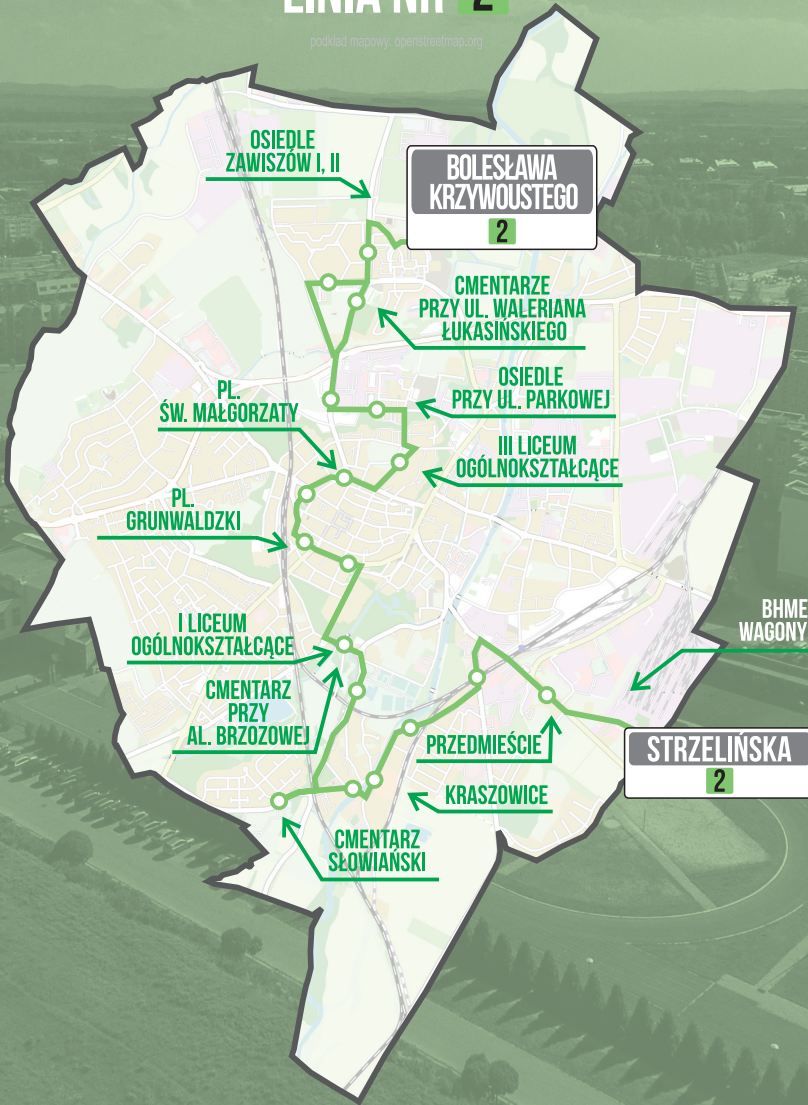 LINIA NR 2
podkład mapowy: openstreetmap.org
OSIEDLE
ZAWISZÓW I, II
BOLESŁAWA
KRZYWOUSTEGO
2
CMENTARZE
PRZY UL. WALERIANA
ŁUKASIŃSKIEGO
OSIEDLE
PRZY UL. PARKOWEJ
PL.
ŚW. MAŁGORZATY
III LICEUM
OGÓLNOKSZTAŁCĄCE
PL.
GRUNWALDZKI
BHME
WAGONY
I LICEUM
OGÓLNOKSZTAŁCĄCE
CMENTARZ
PRZY
AL. BRZOZOWEJ
PRZEDMIEŚCIE
STRZELIŃSKA
2
KRASZOWICE
CMENTARZ
SŁOWIAŃSKI